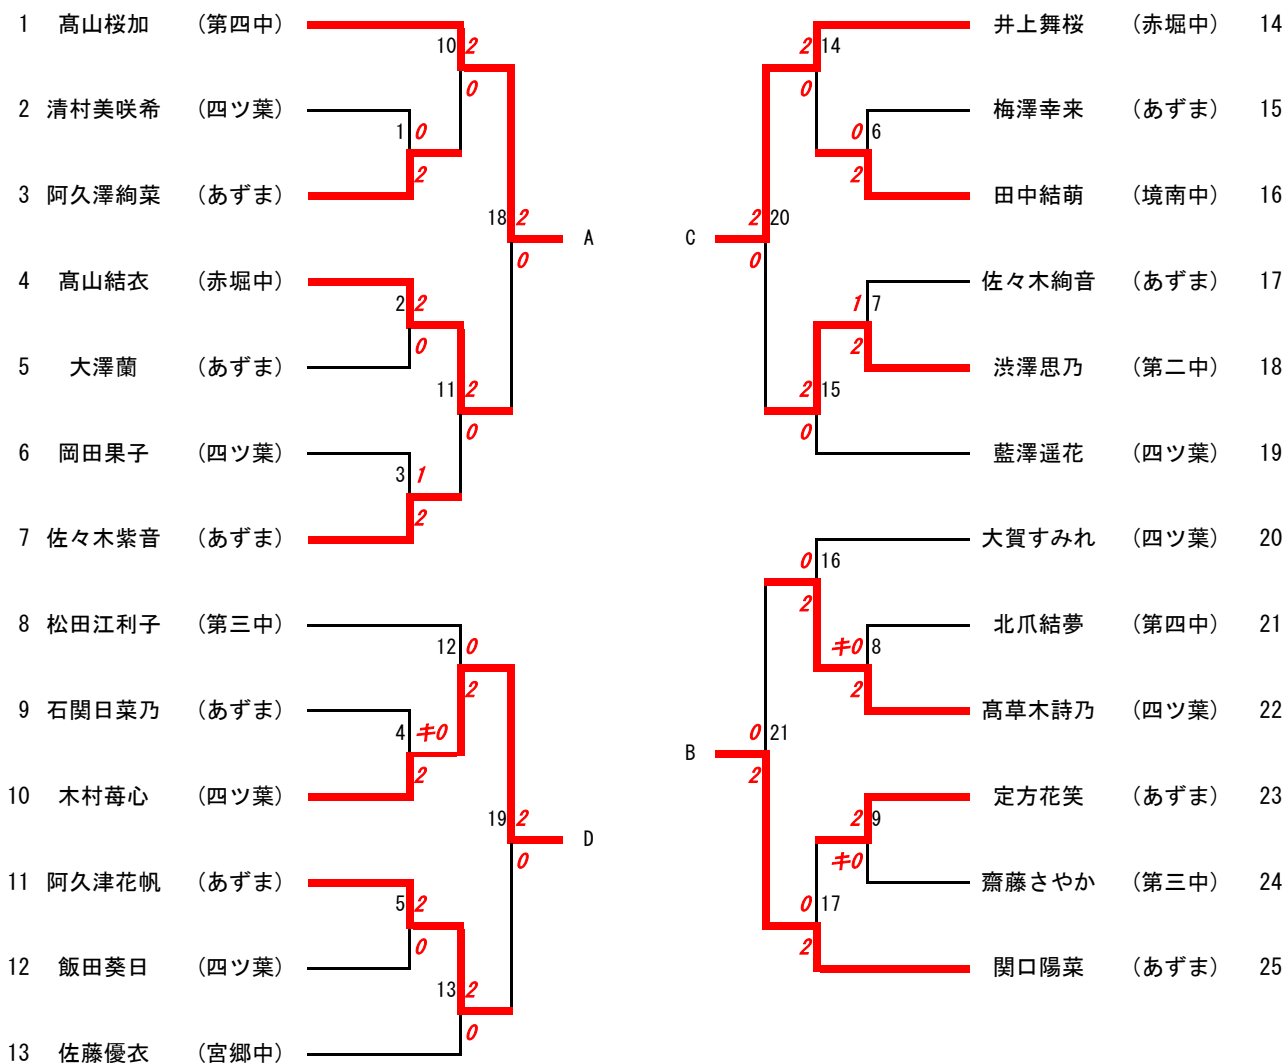 1 髙山桜加 (第四中)
10 2
0
2 清村美咲希 (四ツ葉)
1 0
2
3 阿久澤絢菜 (あずま)
18 2
0
A
4 髙山結衣 (赤堀中)
2 2
0
5 大澤蘭 (あずま)
11 2
0
6 岡田果子 (四ツ葉)
3 1
2
7 佐々木紫音 (あずま)
8 松田江利子 (第三中)
12 0
2
9 石関日菜乃 (あずま)
4 キ0
2
10 木村苺心 (四ツ葉)
19 2
0
D
11 阿久津花帆 (あずま)
5 2
0
12 飯田葵日 (四ツ葉)
13 2
0
13 佐藤優衣 (宮郷中)
井上舞桜 (赤堀中) 14
2 14
0
梅澤幸来 (あずま) 15
0 6
2
田中結萌 (境南中) 16
C
2 20
0
佐々木絢音 (あずま) 17
1 7
2
渋澤思乃 (第二中) 18
2 15
0
藍澤遥花 (四ツ葉) 19
大賀すみれ (四ツ葉) 20
0 16
2
北爪結夢 (第四中) 21
キ0 8
2
髙草木詩乃 (四ツ葉) 22
B
0 21
2
定方花笑 (あずま) 23
2 9
キ0
齋藤さやか (第三中) 24
0 17
2
関口陽菜 (あずま) 25